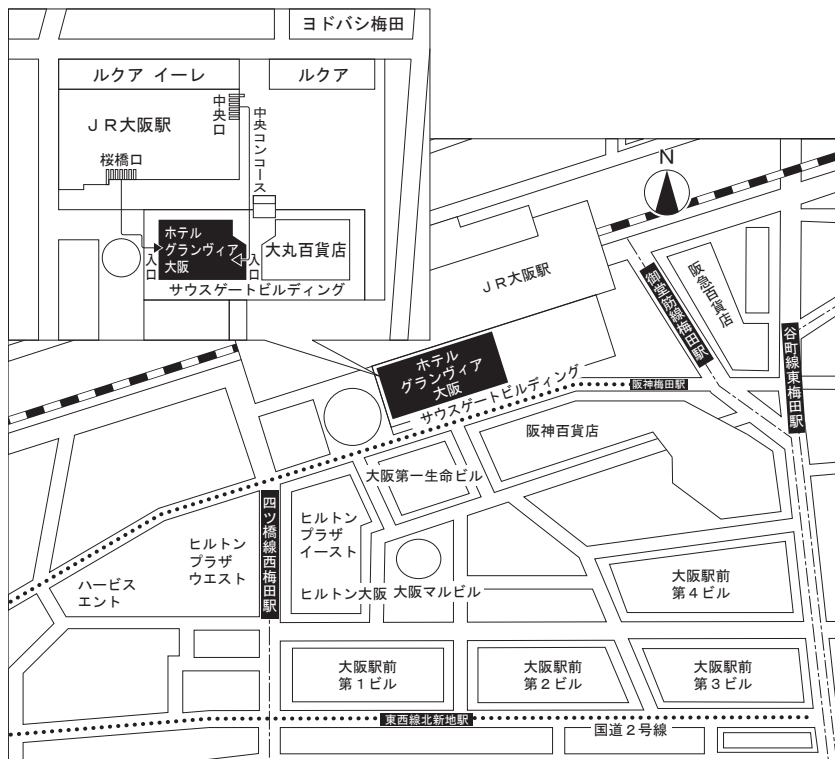 ヨドバシ梅田
ルクア イーレ
ルクア
JR大阪駅
中央口
中央コンコース
桜橋口
ホテル
グランヴィア
大阪
入口
入口
大丸百貨店
サウスゲートビルディング
N
JR大阪駅
御堂筋線梅田駅
阪急百貨店
谷町線東梅田駅
ホテル
グランヴィア
大阪
サウスゲートビルディング
阪神梅田駅
阪神百貨店
大阪第一生命ビル
四ツ橋線西梅田駅
ヒルトン
プラザ
イースト
ヒルトン
プラザ
ウエスト
ハービス
エント
ヒルトン大阪
大阪マルビル
大阪駅前
第4ビル
大阪駅前
第1ビル
大阪駅前
第2ビル
大阪駅前
第3ビル
東西線北新地駅
国道2号線